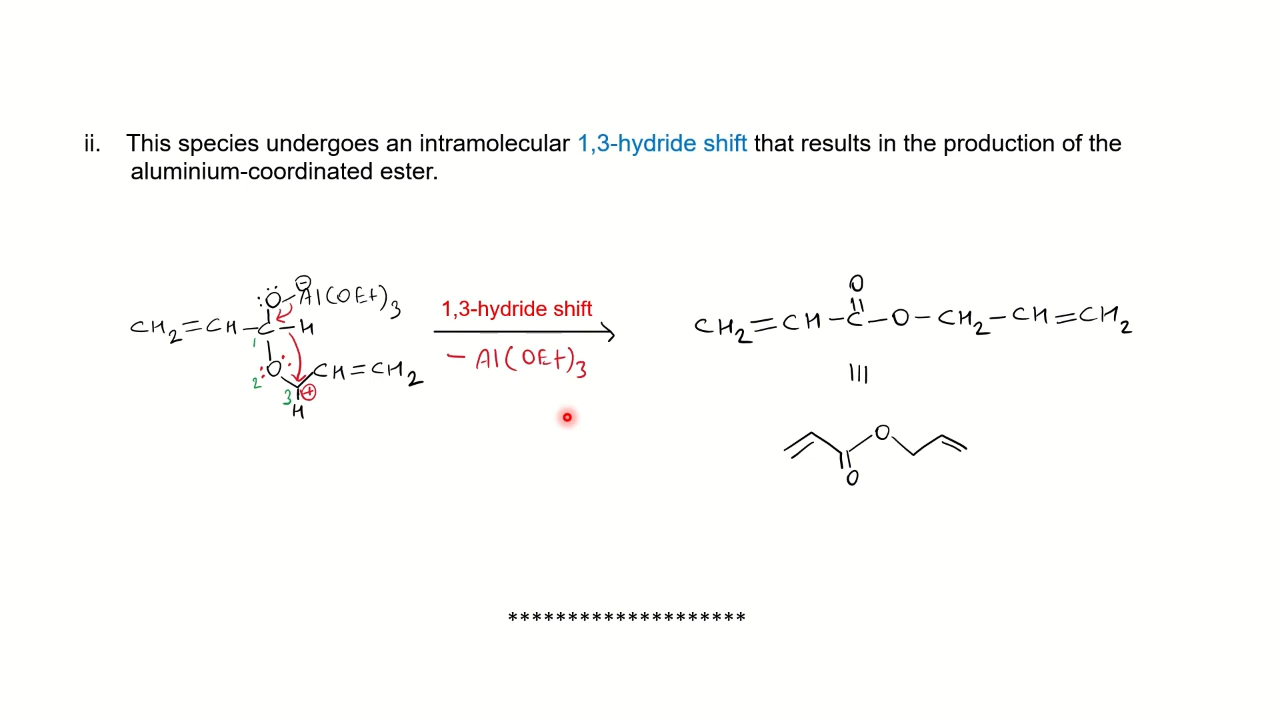 ii. This species undergoes an intramolecular 1,3-hydride shift that results in the production of the
aluminium-coordinated ester.
:Ö–Al(OEt)₃ ⊖
CH₂=CH–C–H
1
2 :O: CH=CH₂
3 ⊕
H
1,3-hydride shift
– Al(OEt)₃
O
CH₂=CH–C–O–CH₂–CH=CH₂
|||
O
O
********************